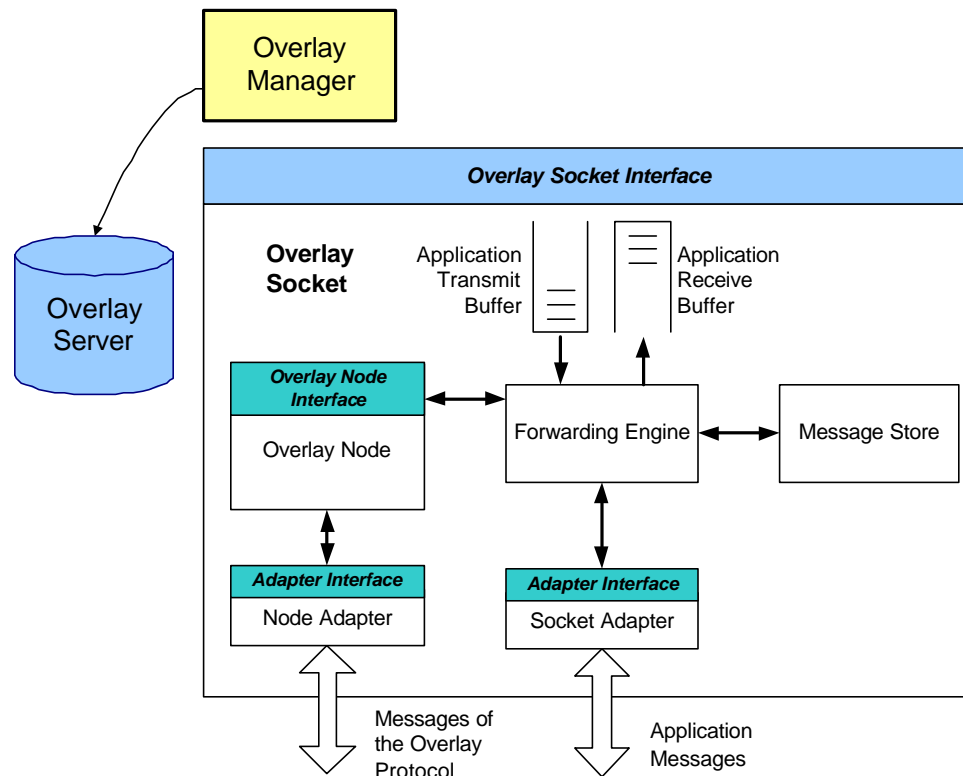 Overlay
Manager
Overlay Socket Interface
Overlay
Server
Overlay
Socket
Application
Transmit
Buffer
Application
Receive
Buffer
Overlay Node
Interface
Overlay Node
Forwarding Engine
Message Store
Adapter Interface
Node Adapter
Adapter Interface
Socket Adapter
Messages of
the Overlay
Protocol
Application
Messages